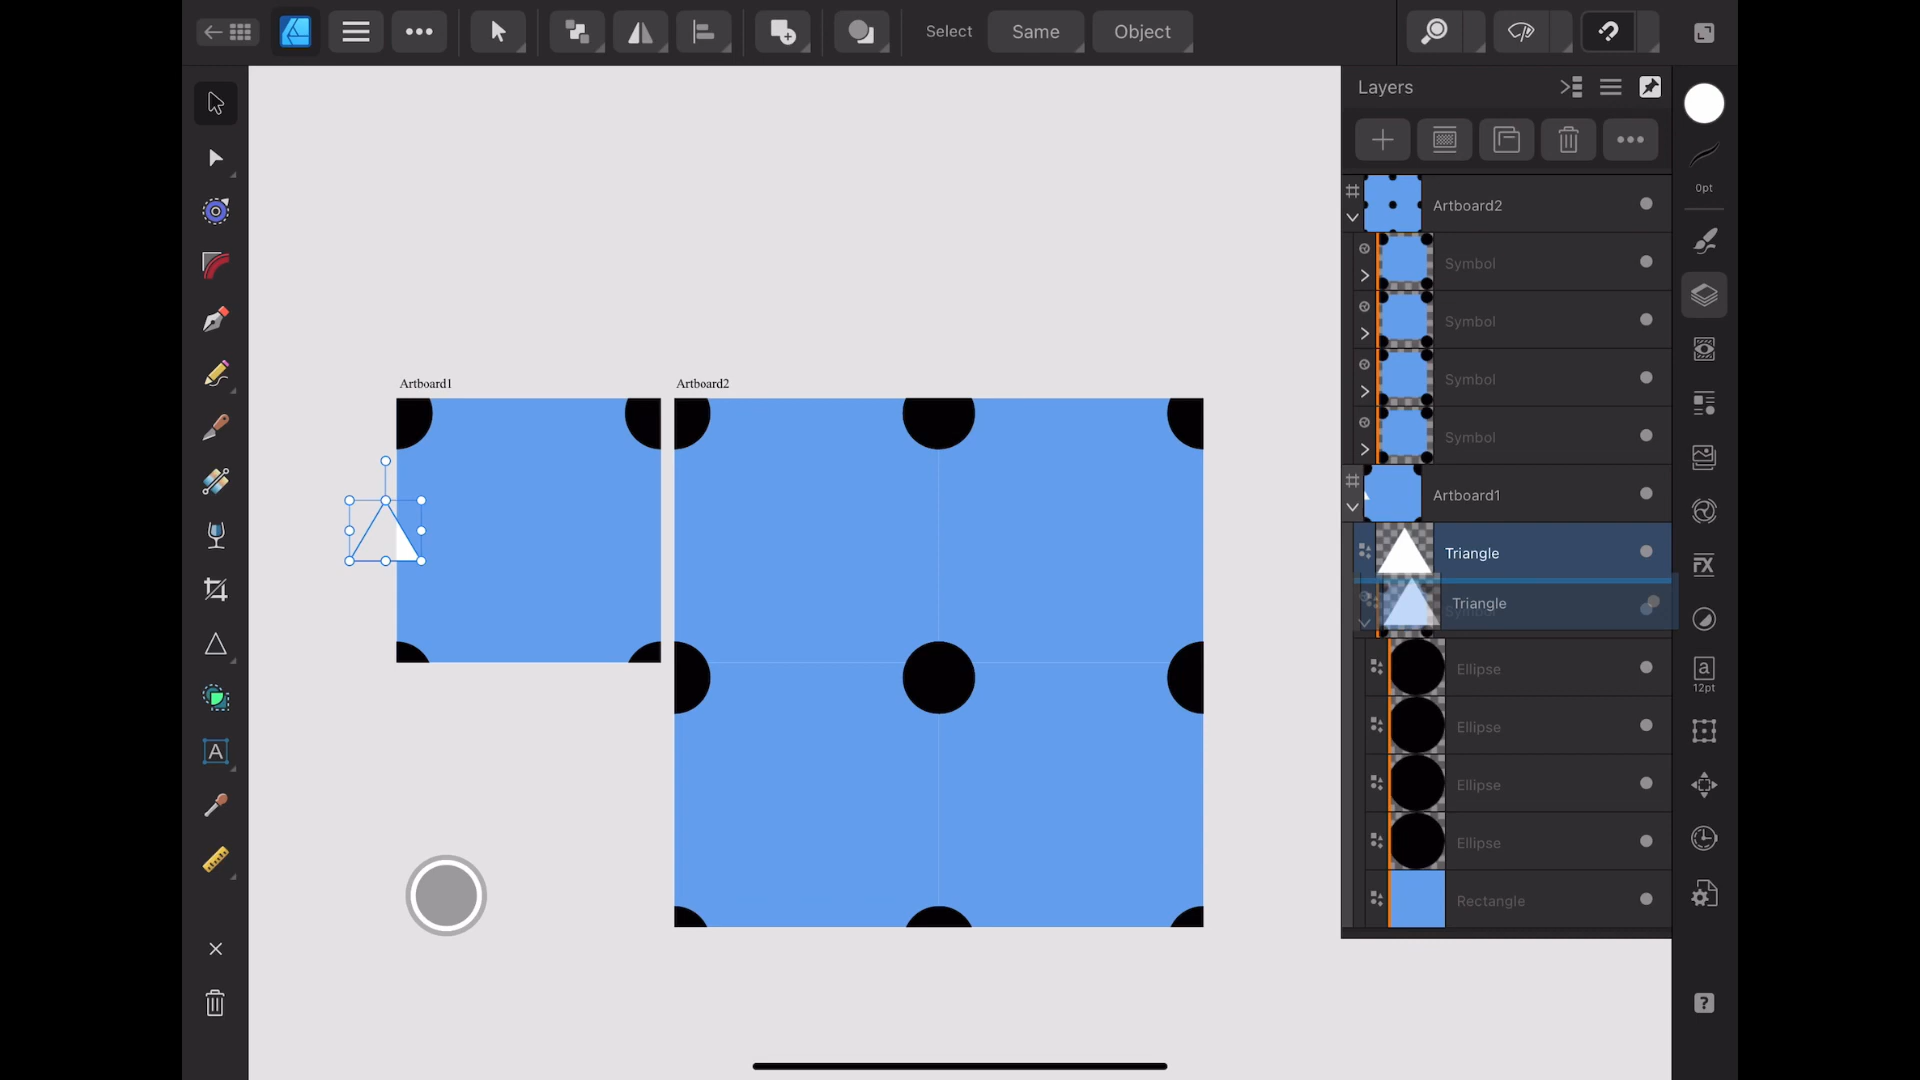 Select
Same
Object
Layers
0pt
Artboard2
Symbol
Symbol
Symbol
Symbol
Artboard1
Triangle
Triangle
Ellipse
Ellipse
Ellipse
Ellipse
Rectangle
Artboard1
Artboard2
FX
a
12pt
A
?